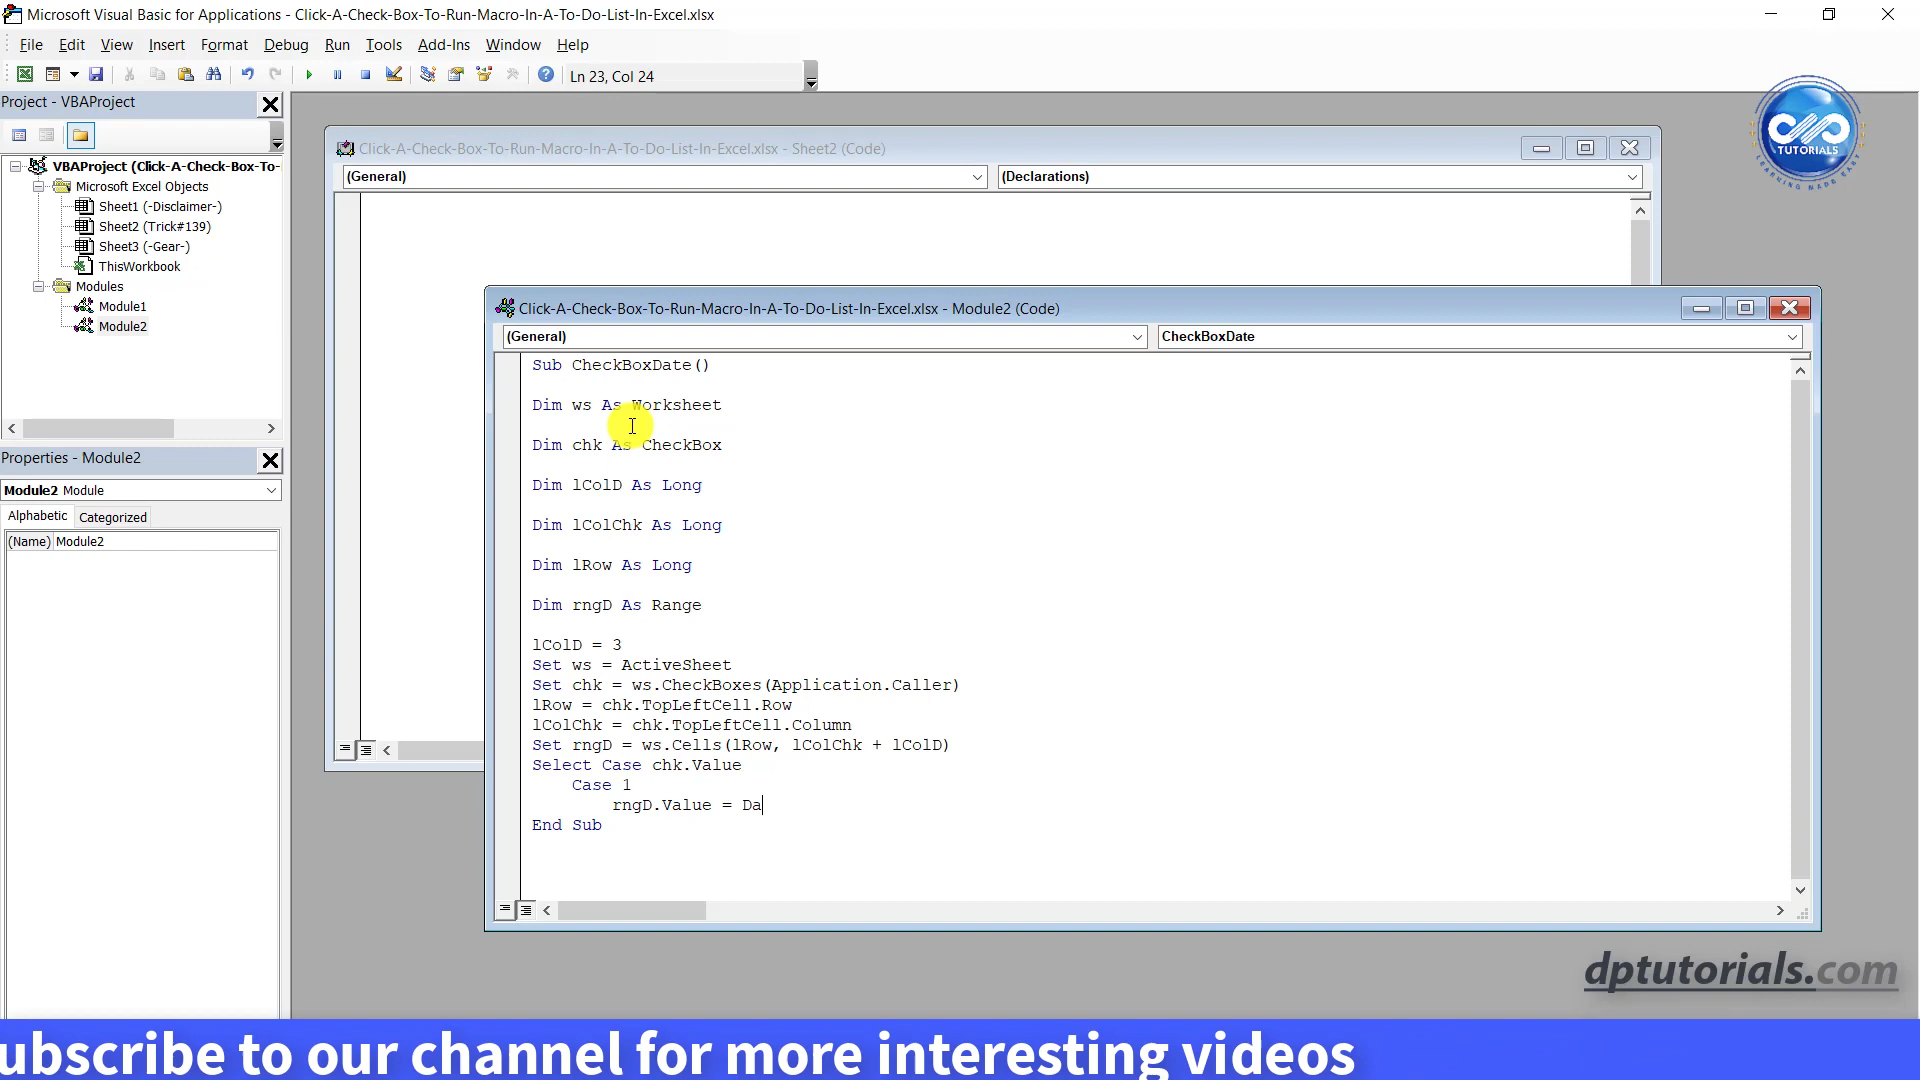 Microsoft Visual Basic for Applications - Click-A-Check-Box-To-Run-Macro-In-A-To-Do-List-In-Excel.xlsx
File Edit View Insert Format Debug Run Tools Add-Ins Window Help
Ln 23, Col 24
Project - VBAProject
VBAProject (Click-A-Check-Box-To-
Microsoft Excel Objects
Sheet1 (-Disclaimer-)
Sheet2 (Trick#139)
Sheet3 (-Gear-)
ThisWorkbook
Modules
Module1
Module2
Properties - Module2
Module2 Module
Alphabetic Categorized
(Name) Module2
Click-A-Check-Box-To-Run-Macro-In-A-To-Do-List-In-Excel.xlsx - Sheet2 (Code)
(General) (Declarations)
Click-A-Check-Box-To-Run-Macro-In-A-To-Do-List-In-Excel.xlsx - Module2 (Code)
(General) CheckBoxDate
Sub CheckBoxDate()
Dim ws As Worksheet
Dim chk As CheckBox
Dim lColD As Long
Dim lColChk As Long
Dim lRow As Long
Dim rngD As Range
lColD = 3
Set ws = ActiveSheet
Set chk = ws.CheckBoxes(Application.Caller)
lRow = chk.TopLeftCell.Row
lColChk = chk.TopLeftCell.Column
Set rngD = ws.Cells(lRow, lColChk + lColD)
Select Case chk.Value
Case 1
rngD.Value = Da
End Sub
TUTORIALS
LEARNING MADE EASY
dptutorials.com
ubscribe to our channel for more interesting videos